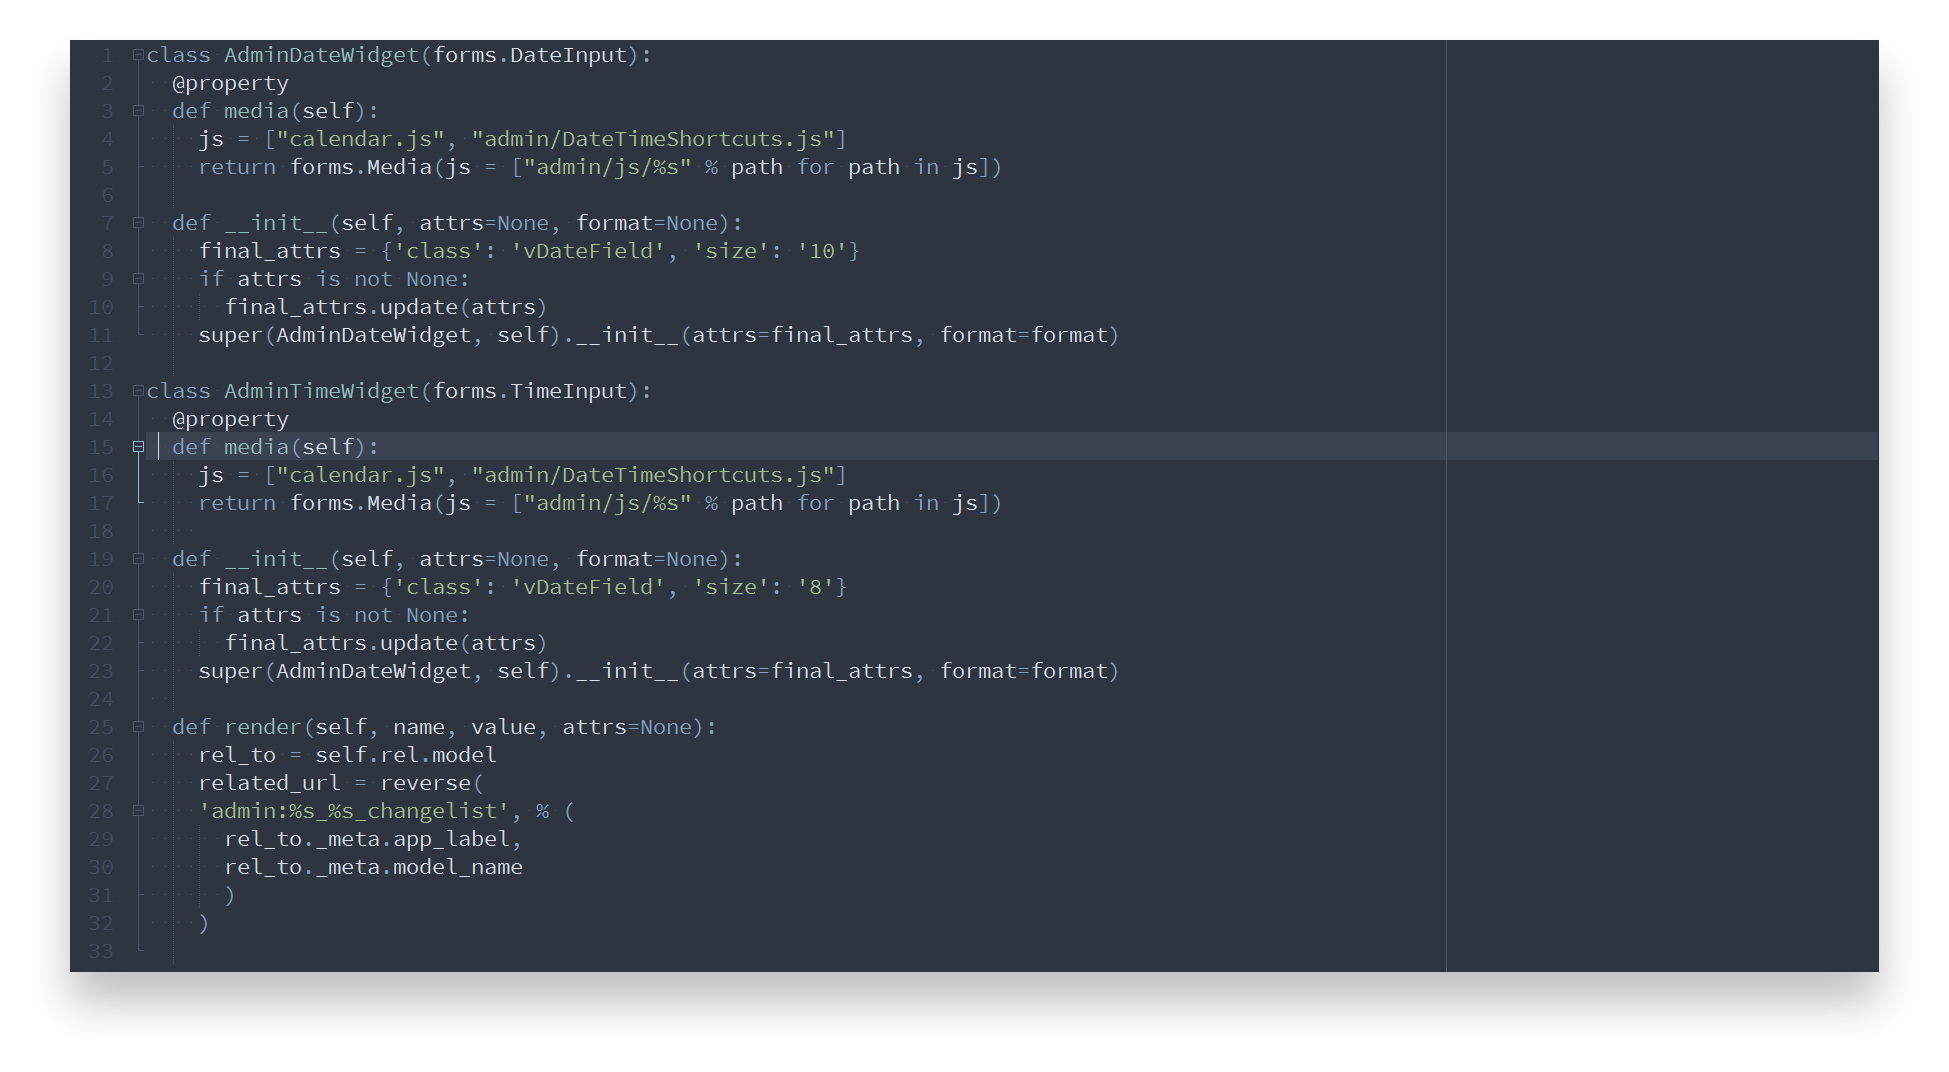 1 class AdminDateWidget(forms.DateInput):
2   @property
3   def media(self):
4     js = ["calendar.js", "admin/DateTimeShortcuts.js"]
5     return forms.Media(js = ["admin/js/%s" % path for path in js])
6
7   def __init__(self, attrs=None, format=None):
8     final_attrs = {'class': 'vDateField', 'size': '10'}
9     if attrs is not None:
10       final_attrs.update(attrs)
11     super(AdminDateWidget, self).__init__(attrs=final_attrs, format=format)
12
13 class AdminTimeWidget(forms.TimeInput):
14   @property
15   def media(self):
16     js = ["calendar.js", "admin/DateTimeShortcuts.js"]
17     return forms.Media(js = ["admin/js/%s" % path for path in js])
18
19   def __init__(self, attrs=None, format=None):
20     final_attrs = {'class': 'vDateField', 'size': '8'}
21     if attrs is not None:
22       final_attrs.update(attrs)
23     super(AdminDateWidget, self).__init__(attrs=final_attrs, format=format)
24
25   def render(self, name, value, attrs=None):
26     rel_to = self.rel.model
27     related_url = reverse(
28     'admin:%s_%s_changelist', % (
29       rel_to._meta.app_label,
30       rel_to._meta.model_name
31       )
32     )
33